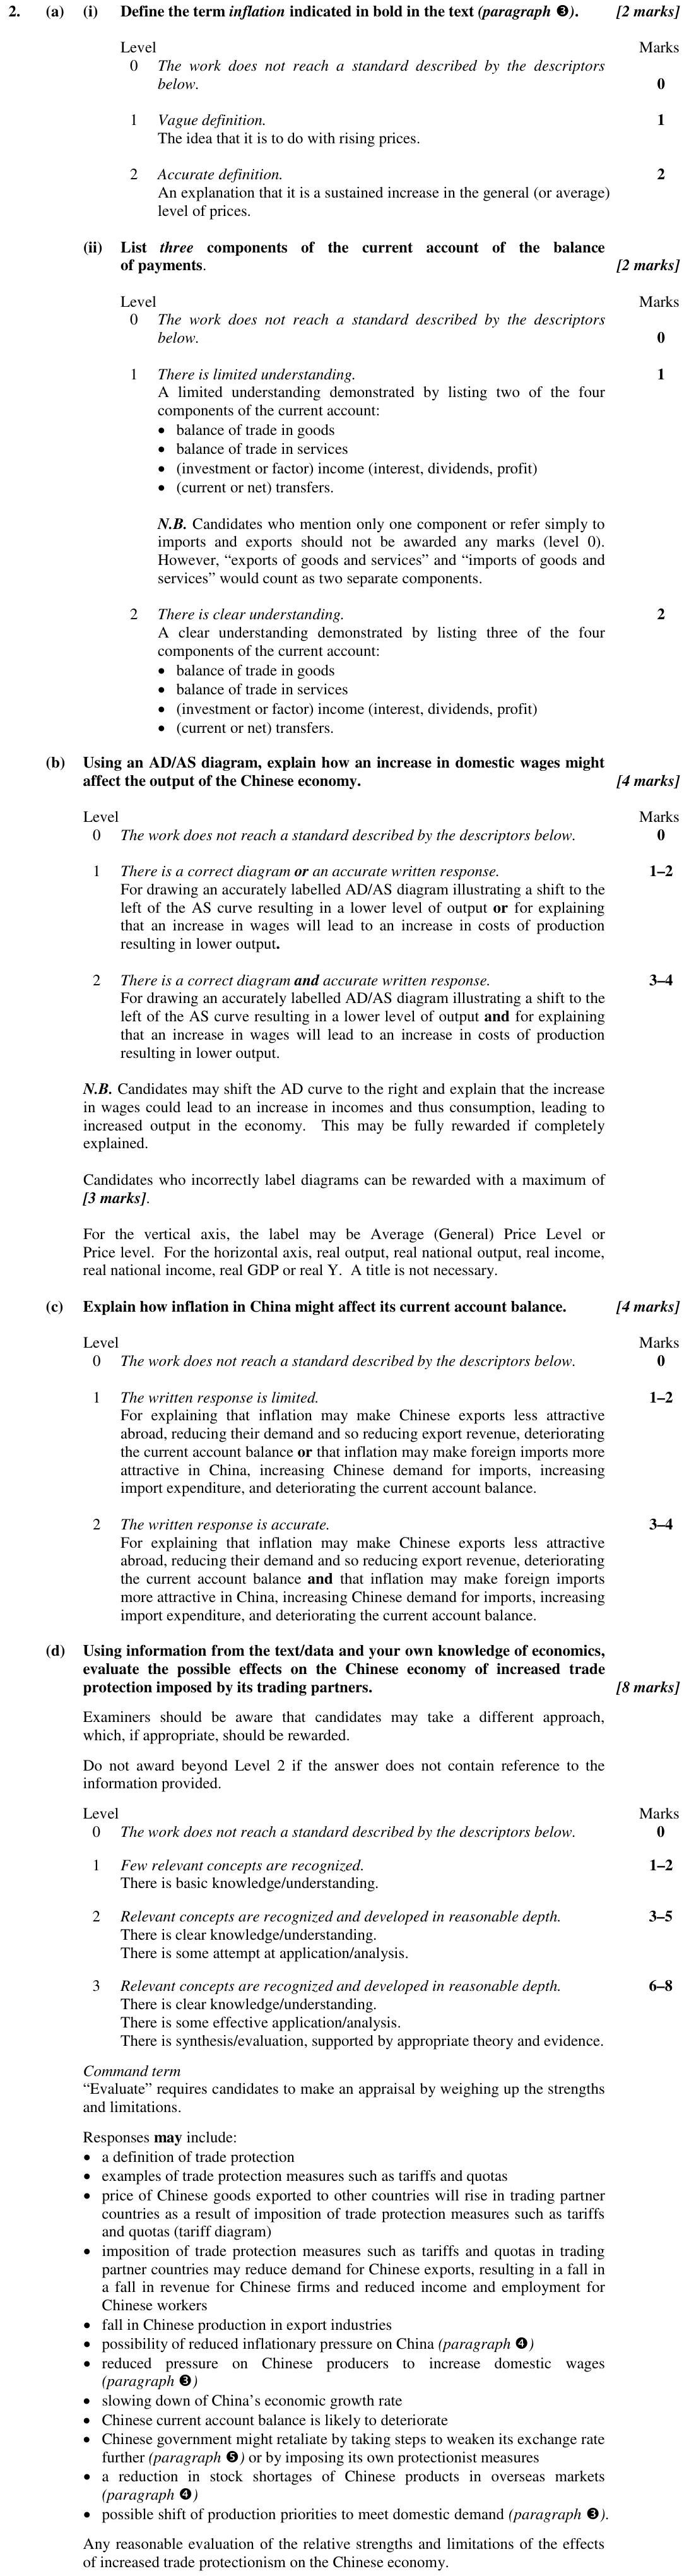 2. (a) (i) Define the term inflation indicated in bold in the text (paragraph ❸). [2 marks]
Level Marks
0 The work does not reach a standard described by the descriptors
below. 0
1 Vague definition. 1
The idea that it is to do with rising prices.
2 Accurate definition. 2
An explanation that it is a sustained increase in the general (or average)
level of prices.
(ii) List three components of the current account of the balance
of payments. [2 marks]
Level Marks
0 The work does not reach a standard described by the descriptors
below. 0
1 There is limited understanding. 1
A limited understanding demonstrated by listing two of the four
components of the current account:
• balance of trade in goods
• balance of trade in services
• (investment or factor) income (interest, dividends, profit)
• (current or net) transfers.
N.B. Candidates who mention only one component or refer simply to
imports and exports should not be awarded any marks (level 0).
However, “exports of goods and services” and “imports of goods and
services” would count as two separate components.
2 There is clear understanding. 2
A clear understanding demonstrated by listing three of the four
components of the current account:
• balance of trade in goods
• balance of trade in services
• (investment or factor) income (interest, dividends, profit)
• (current or net) transfers.
(b) Using an AD/AS diagram, explain how an increase in domestic wages might
affect the output of the Chinese economy. [4 marks]
Level Marks
0 The work does not reach a standard described by the descriptors below. 0
1 There is a correct diagram or an accurate written response. 1–2
For drawing an accurately labelled AD/AS diagram illustrating a shift to the
left of the AS curve resulting in a lower level of output or for explaining
that an increase in wages will lead to an increase in costs of production
resulting in lower output.
2 There is a correct diagram and accurate written response. 3–4
For drawing an accurately labelled AD/AS diagram illustrating a shift to the
left of the AS curve resulting in a lower level of output and for explaining
that an increase in wages will lead to an increase in costs of production
resulting in lower output.
N.B. Candidates may shift the AD curve to the right and explain that the increase
in wages could lead to an increase in incomes and thus consumption, leading to
increased output in the economy. This may be fully rewarded if completely
explained.
Candidates who incorrectly label diagrams can be rewarded with a maximum of
[3 marks].
For the vertical axis, the label may be Average (General) Price Level or
Price level. For the horizontal axis, real output, real national output, real income,
real national income, real GDP or real Y. A title is not necessary.
(c) Explain how inflation in China might affect its current account balance. [4 marks]
Level Marks
0 The work does not reach a standard described by the descriptors below. 0
1 The written response is limited. 1–2
For explaining that inflation may make Chinese exports less attractive
abroad, reducing their demand and so reducing export revenue, deteriorating
the current account balance or that inflation may make foreign imports more
attractive in China, increasing Chinese demand for imports, increasing
import expenditure, and deteriorating the current account balance.
2 The written response is accurate. 3–4
For explaining that inflation may make Chinese exports less attractive
abroad, reducing their demand and so reducing export revenue, deteriorating
the current account balance and that inflation may make foreign imports
more attractive in China, increasing Chinese demand for imports, increasing
import expenditure, and deteriorating the current account balance.
(d) Using information from the text/data and your own knowledge of economics,
evaluate the possible effects on the Chinese economy of increased trade
protection imposed by its trading partners. [8 marks]
Examiners should be aware that candidates may take a different approach,
which, if appropriate, should be rewarded.
Do not award beyond Level 2 if the answer does not contain reference to the
information provided.
Level Marks
0 The work does not reach a standard described by the descriptors below. 0
1 Few relevant concepts are recognized. 1–2
There is basic knowledge/understanding.
2 Relevant concepts are recognized and developed in reasonable depth. 3–5
There is clear knowledge/understanding.
There is some attempt at application/analysis.
3 Relevant concepts are recognized and developed in reasonable depth. 6–8
There is clear knowledge/understanding.
There is some effective application/analysis.
There is synthesis/evaluation, supported by appropriate theory and evidence.
Command term
“Evaluate” requires candidates to make an appraisal by weighing up the strengths
and limitations.
Responses may include:
• a definition of trade protection
• examples of trade protection measures such as tariffs and quotas
• price of Chinese goods exported to other countries will rise in trading partner
countries as a result of imposition of trade protection measures such as tariffs
and quotas (tariff diagram)
• imposition of trade protection measures such as tariffs and quotas in trading
partner countries may reduce demand for Chinese exports, resulting in a fall in
a fall in revenue for Chinese firms and reduced income and employment for
Chinese workers
• fall in Chinese production in export industries
• possibility of reduced inflationary pressure on China (paragraph ❹)
• reduced pressure on Chinese producers to increase domestic wages
(paragraph ❸)
• slowing down of China’s economic growth rate
• Chinese current account balance is likely to deteriorate
• Chinese government might retaliate by taking steps to weaken its exchange rate
further (paragraph ❺) or by imposing its own protectionist measures
• a reduction in stock shortages of Chinese products in overseas markets
(paragraph ❹)
• possible shift of production priorities to meet domestic demand (paragraph ❸).
Any reasonable evaluation of the relative strengths and limitations of the effects
of increased trade protectionism on the Chinese economy.